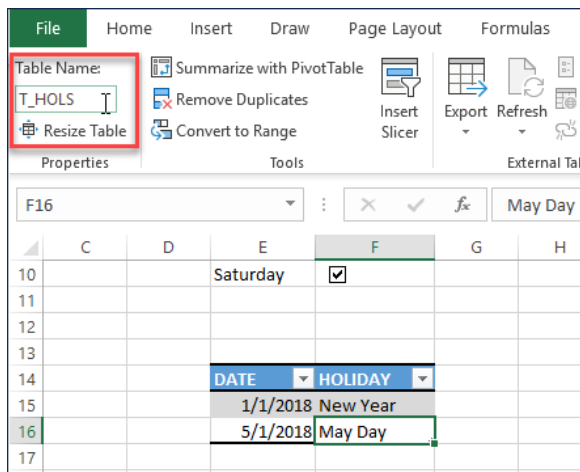 File Home Insert Draw Page Layout Formulas
Table Name:
T_HOLS
Resize Table
Properties
Summarize with PivotTable
Remove Duplicates
Convert to Range
Tools
Insert
Slicer
Export Refresh
External Tal
F16 fx May Day
C D E F G H
10 Saturday
11
12
13
14 DATE HOLIDAY
15 1/1/2018 New Year
16 5/1/2018 May Day
17